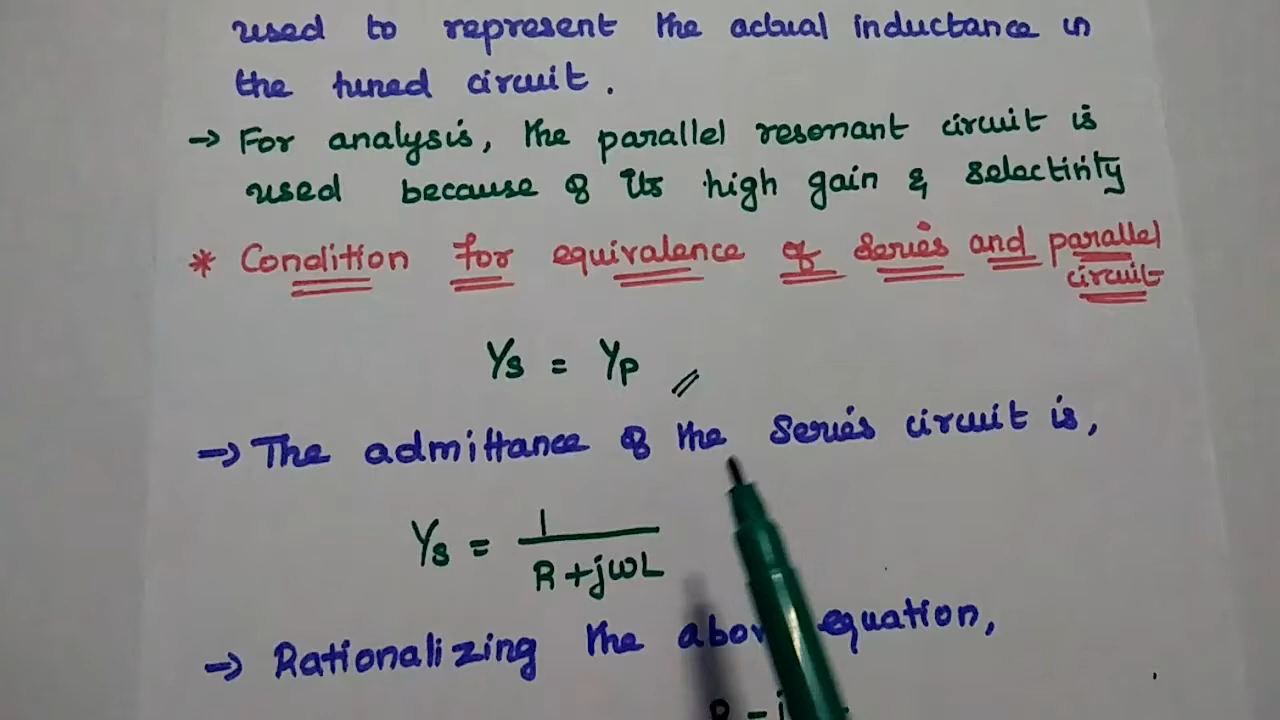 used to represent the actual inductance in
the tuned circuit.
→ For analysis, the parallel resonant circuit is
used because of its high gain & selectivity
* Condition for equivalence of series and parallel
circuit
Ys = Yp //
→ The admittance of the series circuit is,
Ys = 1 / R+jωL
→ Rationalizing the equation,
R - j